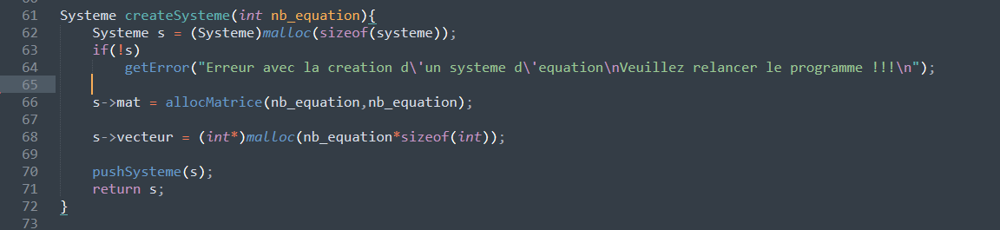 61 Systeme createSysteme(int nb_equation){
62 Systeme s = (Systeme)malloc(sizeof(systeme));
63 if(!s)
64 getError("Erreur avec la creation d\'un systeme d\'equation\nVeuillez relancer le programme !!!\n");
65
66 s->mat = allocMatrice(nb_equation,nb_equation);
67
68 s->vecteur = (int*)malloc(nb_equation*sizeof(int));
69
70 pushSysteme(s);
71 return s;
72 }
73